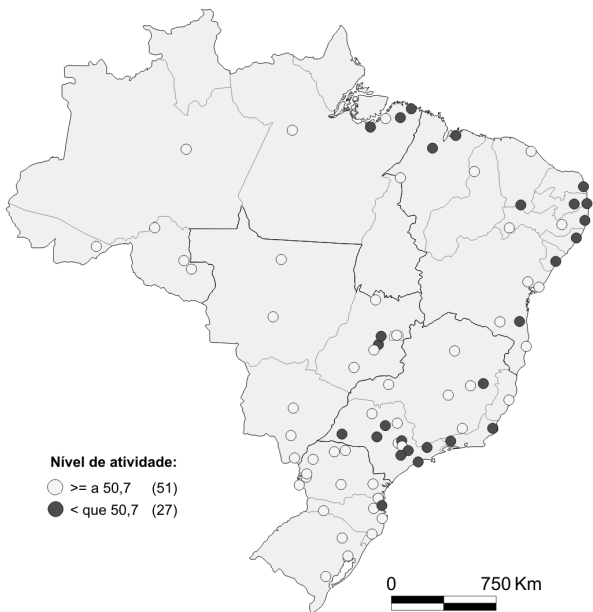 Nível de atividade:
>= a 50,7 (51)
< que 50,7 (27)
0 750 Km